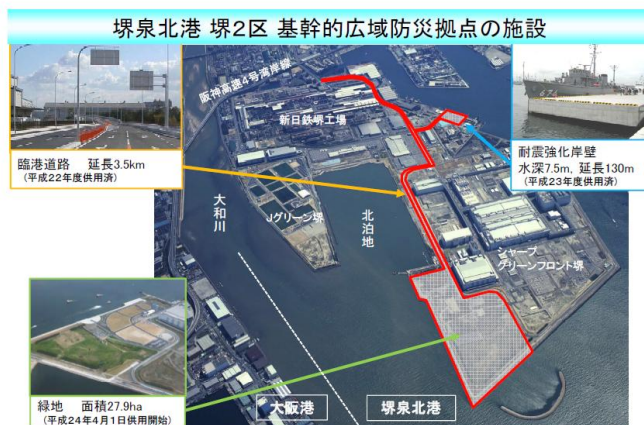 堺泉北港 堺2区 基幹的広域防災拠点の施設
臨港道路　延長3.5km
(平成22年度供用済)
阪神高速4号湾岸線
新日鉄堺工場
耐震強化岸壁
水深7.5m, 延長130m
(平成23年度供用済)
大和川
Jグリーン堺
北泊地
シャープ
グリーンフロント堺
緑地　面積27.9ha
(平成24年4月1日供用開始)
大阪港
堺泉北港